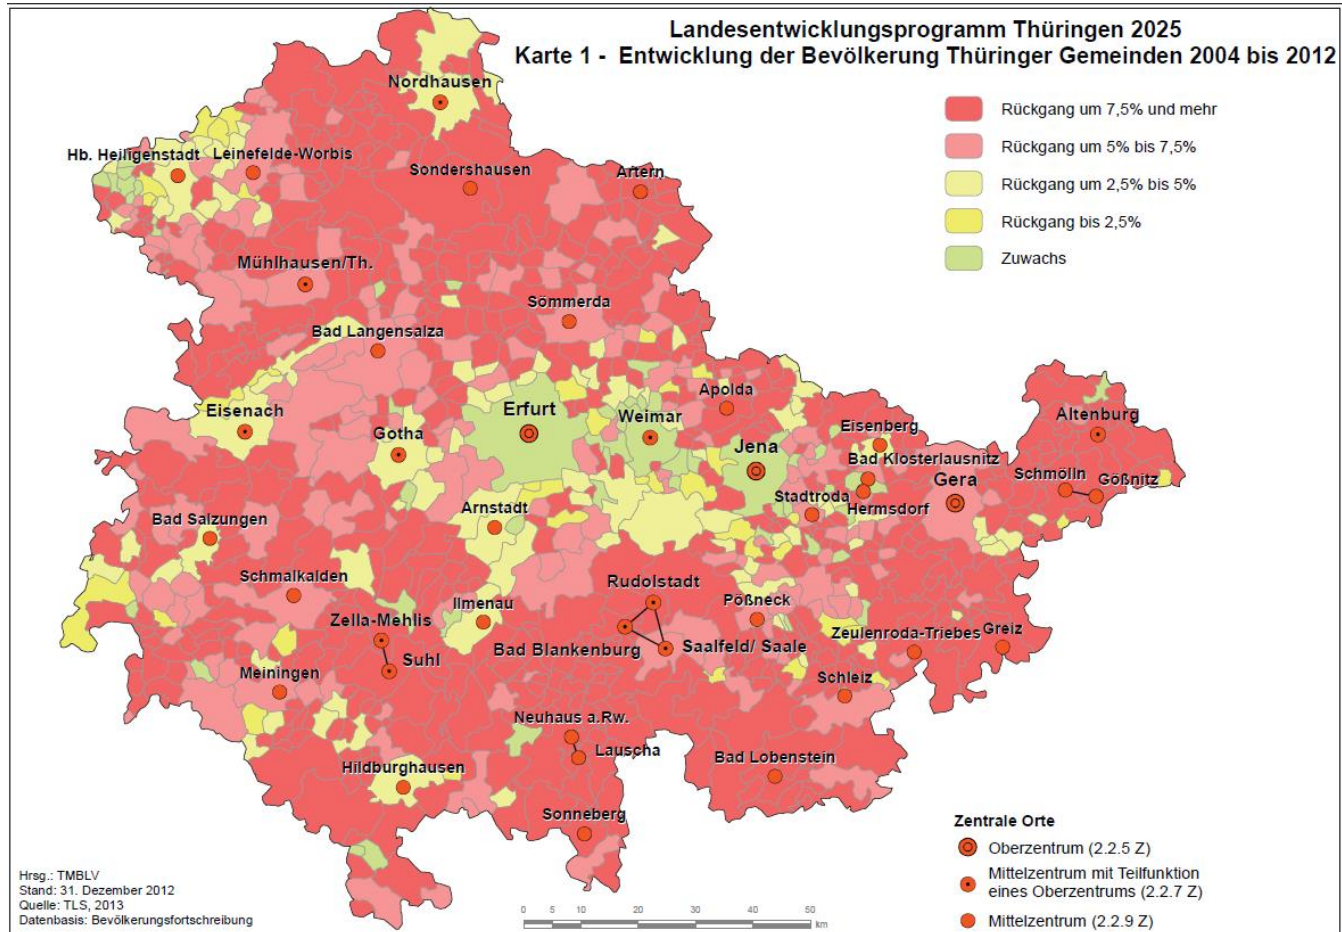 Landesentwicklungsprogramm Thüringen 2025
Karte 1 - Entwicklung der Bevölkerung Thüringer Gemeinden 2004 bis 2012
Rückgang um 7,5% und mehr
Rückgang um 5% bis 7,5%
Rückgang um 2,5% bis 5%
Rückgang bis 2,5%
Zuwachs
Nordhausen
Hb. Heiligenstadt
Leinefelde-Worbis
Sondershausen
Artern
Mühlhausen/Th.
Sömmerda
Bad Langensalza
Apolda
Eisenach
Erfurt
Weimar
Altenburg
Gotha
Eisenberg
Jena
Bad Klosterlausnitz
Schmölln
Gera
Gößnitz
Stadtroda
Hermsdorf
Arnstadt
Bad Salzungen
Schmalkalden
Rudolstadt
Ilmenau
Pößneck
Zella-Mehlis
Zeulenroda-Triebes
Greiz
Bad Blankenburg
Saalfeld/ Saale
Suhl
Meiningen
Schleiz
Neuhaus a.Rw.
Lauscha
Bad Lobenstein
Hildburghausen
Sonneberg
Zentrale Orte
Oberzentrum (2.2.5 Z)
Mittelzentrum mit Teilfunktion
eines Oberzentrums (2.2.7 Z)
Mittelzentrum (2.2.9 Z)
Hrsg.: TMBLV
Stand: 31. Dezember 2012
Quelle: TLS, 2013
Datenbasis: Bevölkerungsfortschreibung
0 5 10 20 30 40 50
km